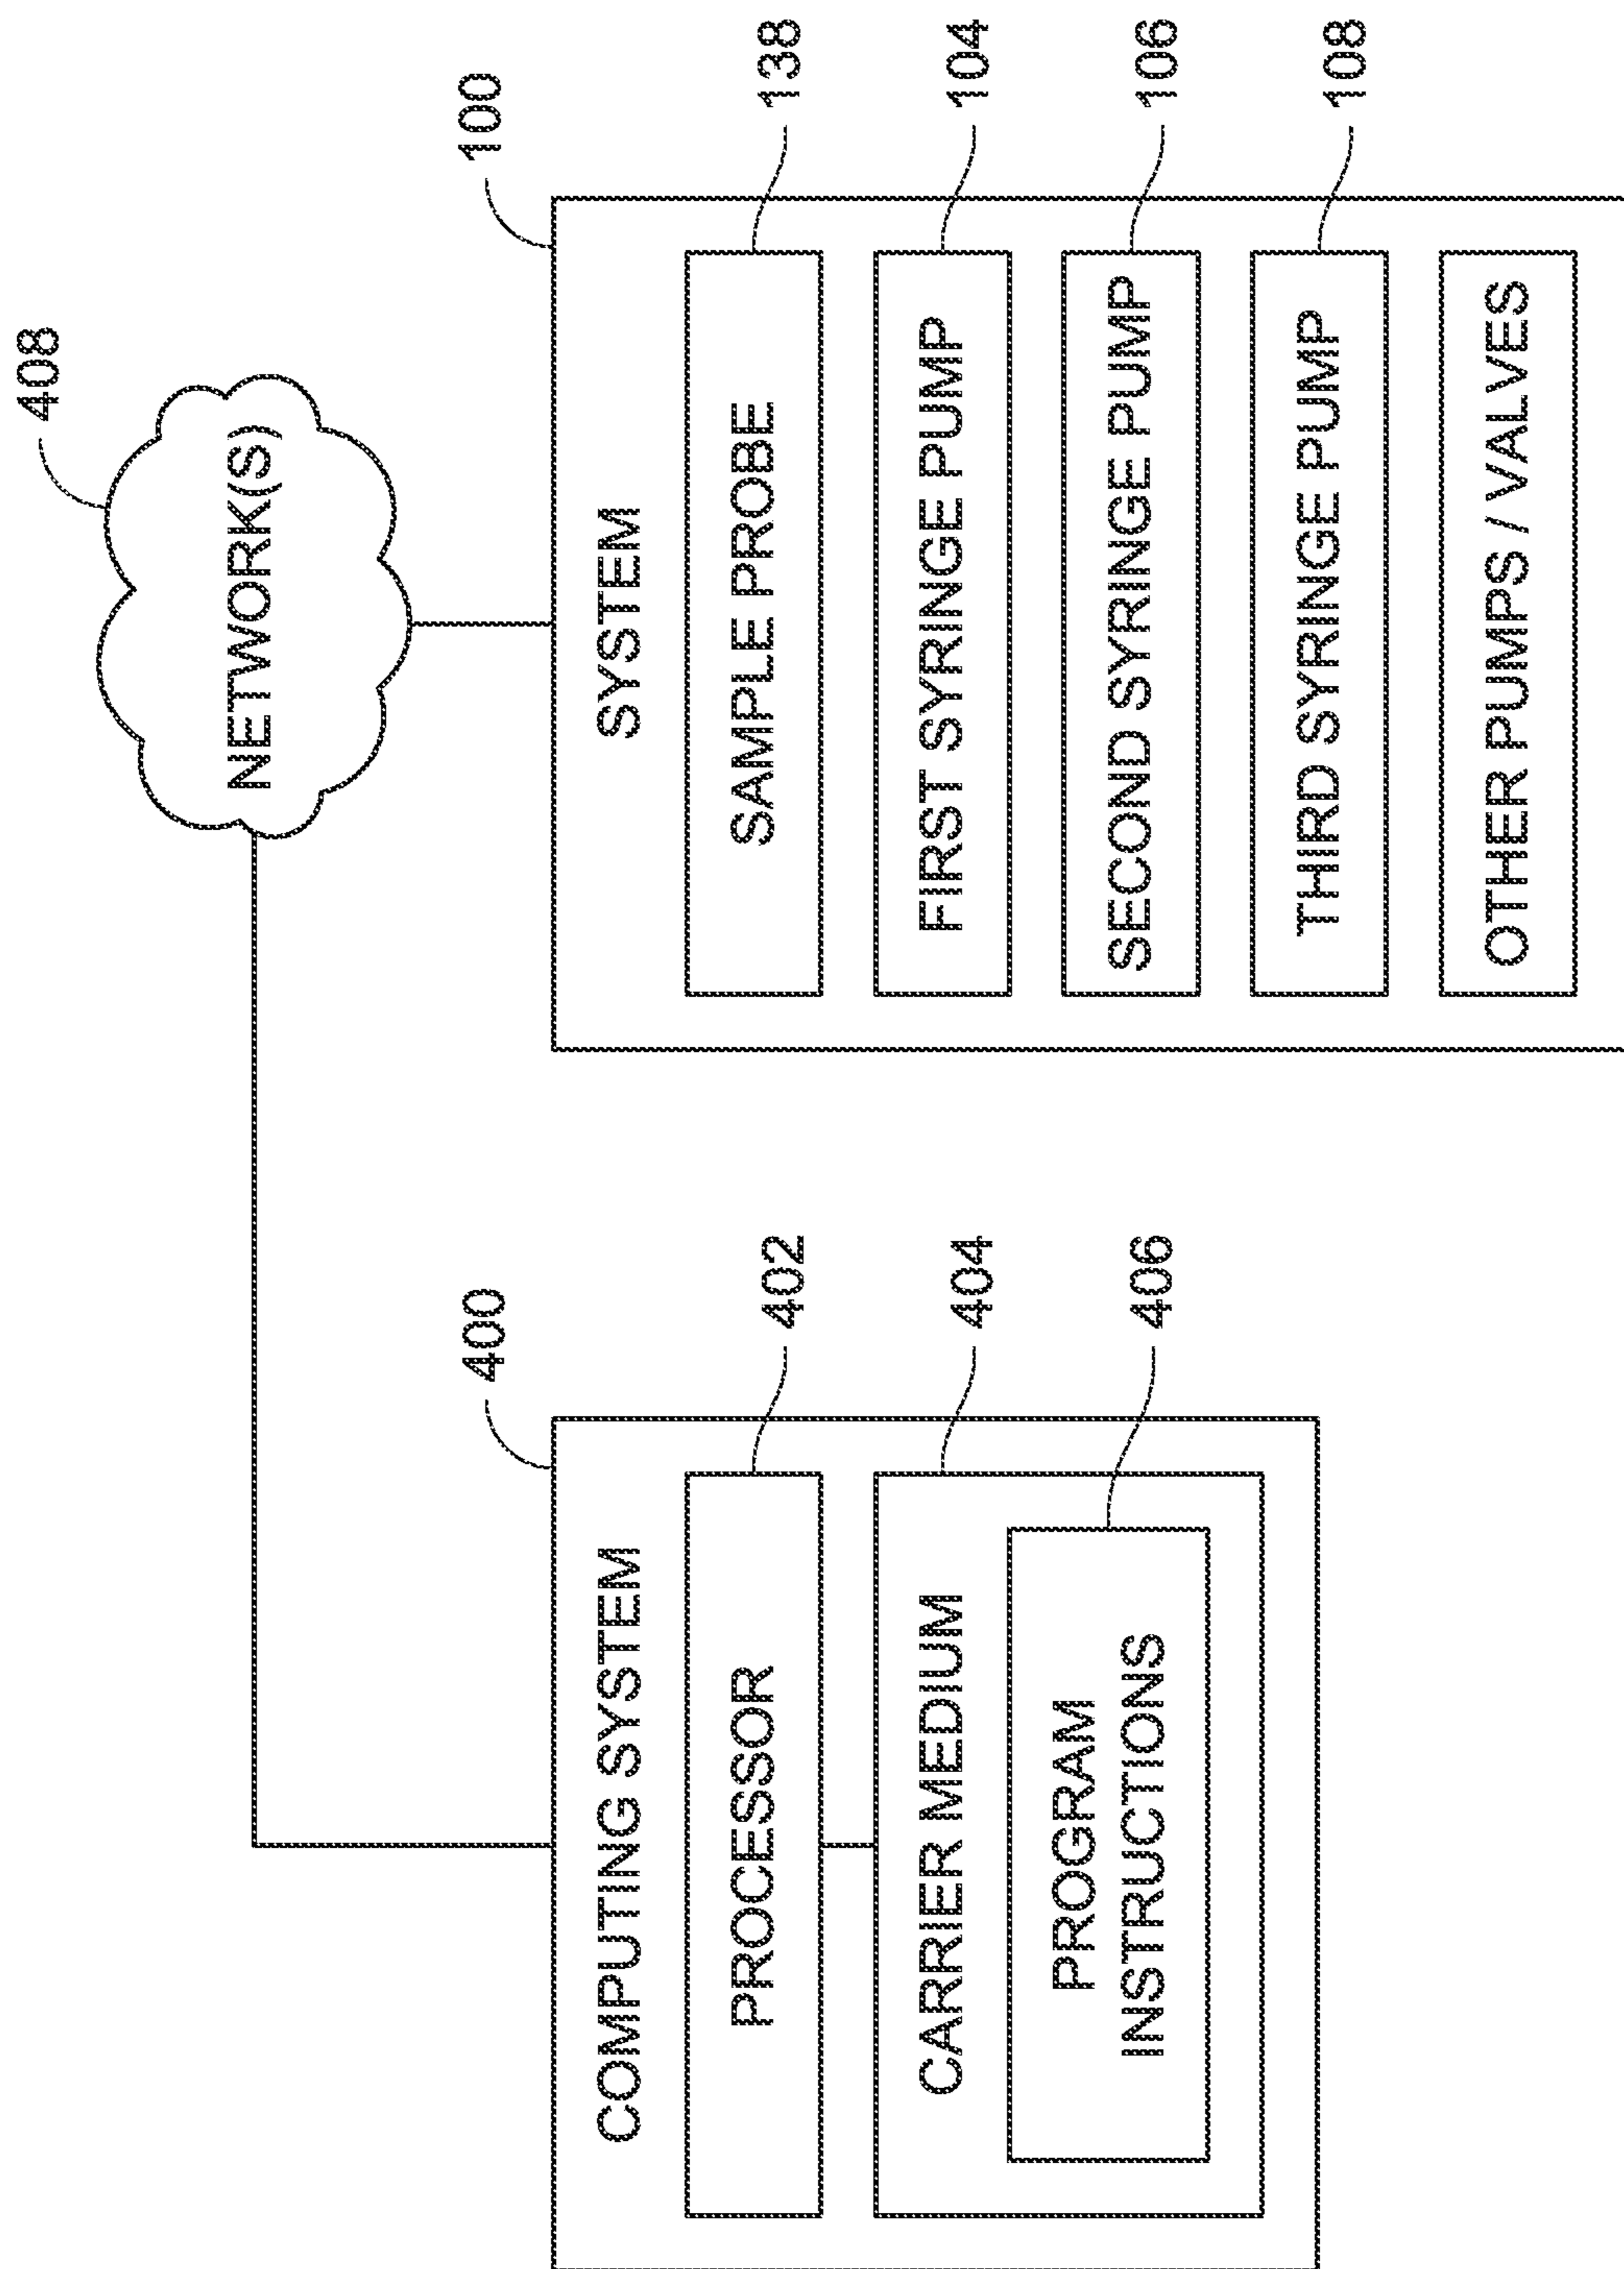 408
NETWORK(S)
400
COMPUTING SYSTEM
PROCESSOR
402
CARRIER MEDIUM
404
PROGRAM
INSTRUCTIONS
406
100
SYSTEM
SAMPLE PROBE
138
FIRST SYRINGE PUMP
104
SECOND SYRINGE PUMP
106
THIRD SYRINGE PUMP
108
OTHER PUMPS / VALVES